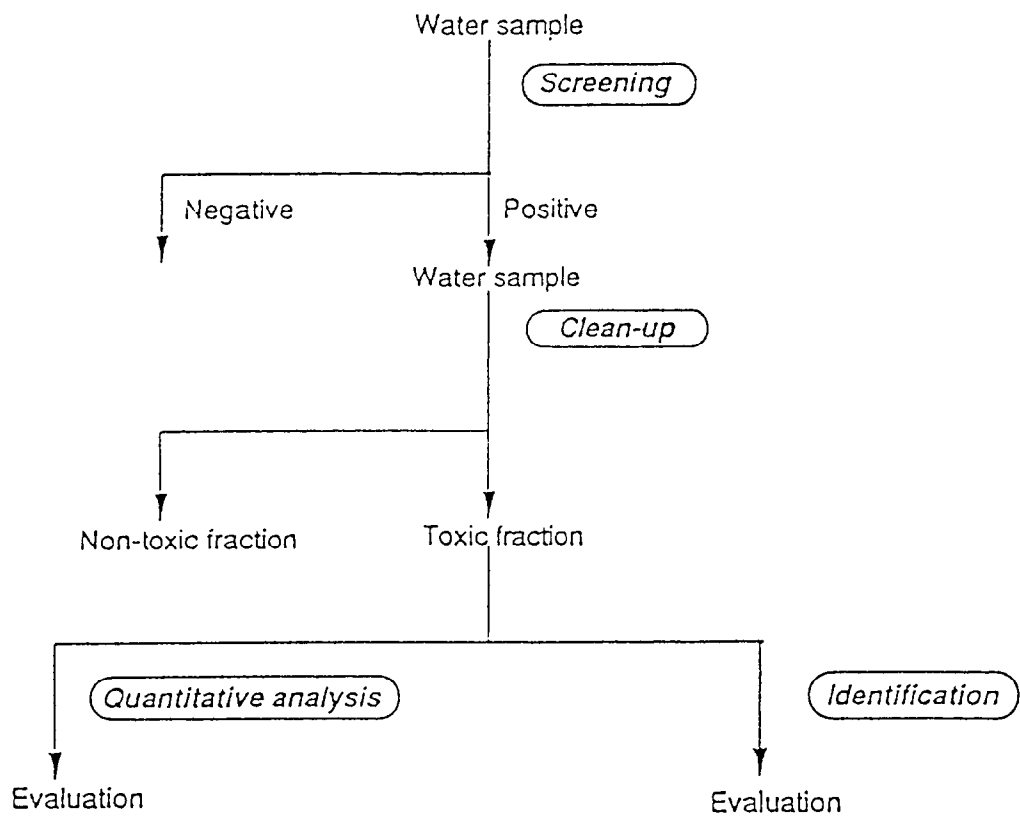 Water sample
Screening
Negative
Positive
Water sample
Clean-up
Non-toxic fraction
Toxic fraction
Quantitative analysis
Identification
Evaluation
Evaluation